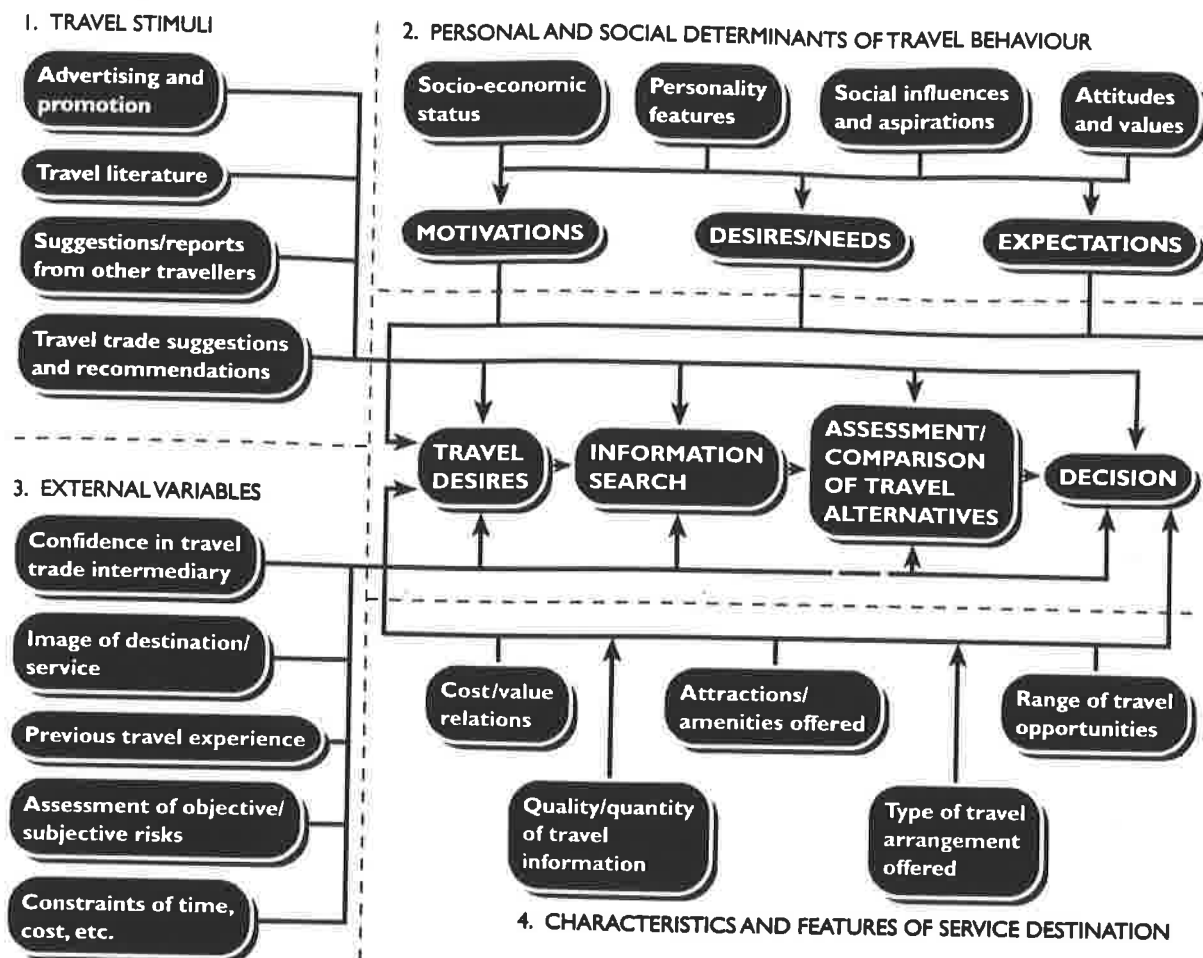 1. TRAVEL STIMULI
Advertising and
promotion
Travel literature
Suggestions/reports
from other travellers
Travel trade suggestions
and recommendations
2. PERSONAL AND SOCIAL DETERMINANTS OF TRAVEL BEHAVIOUR
Socio-economic
status
Personality
features
Social influences
and aspirations
Attitudes
and values
MOTIVATIONS
DESIRES/NEEDS
EXPECTATIONS
TRAVEL
DESIRES
INFORMATION
SEARCH
ASSESSMENT/
COMPARISON
OF TRAVEL
ALTERNATIVES
DECISION
3. EXTERNAL VARIABLES
Confidence in travel
trade intermediary
Image of destination/
service
Previous travel experience
Assessment of objective/
subjective risks
Constraints of time,
cost, etc.
Cost/value
relations
Attractions/
amenities offered
Range of travel
opportunities
Quality/quantity
of travel
information
Type of travel
arrangement
offered
4. CHARACTERISTICS AND FEATURES OF SERVICE DESTINATION